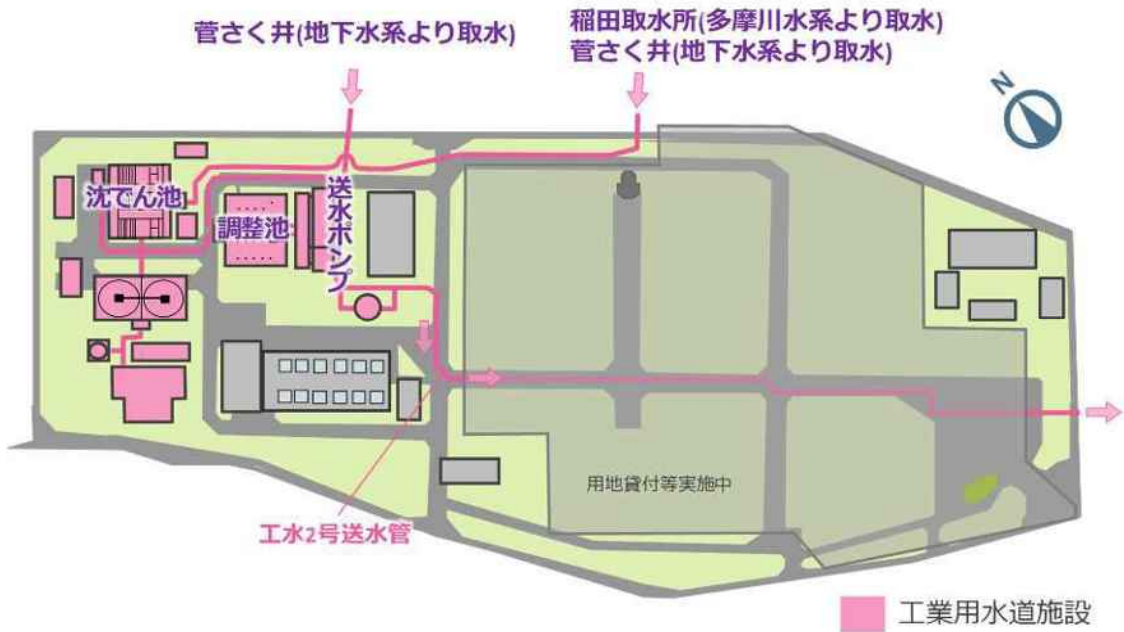 菅さく井(地下水系より取水)
稲田取水所(多摩川水系より取水)
菅さく井(地下水系より取水)
N
沈でん池
調整池
送水ポンプ
用地貸付等実施中
工水2号送水管
工業用水道施設